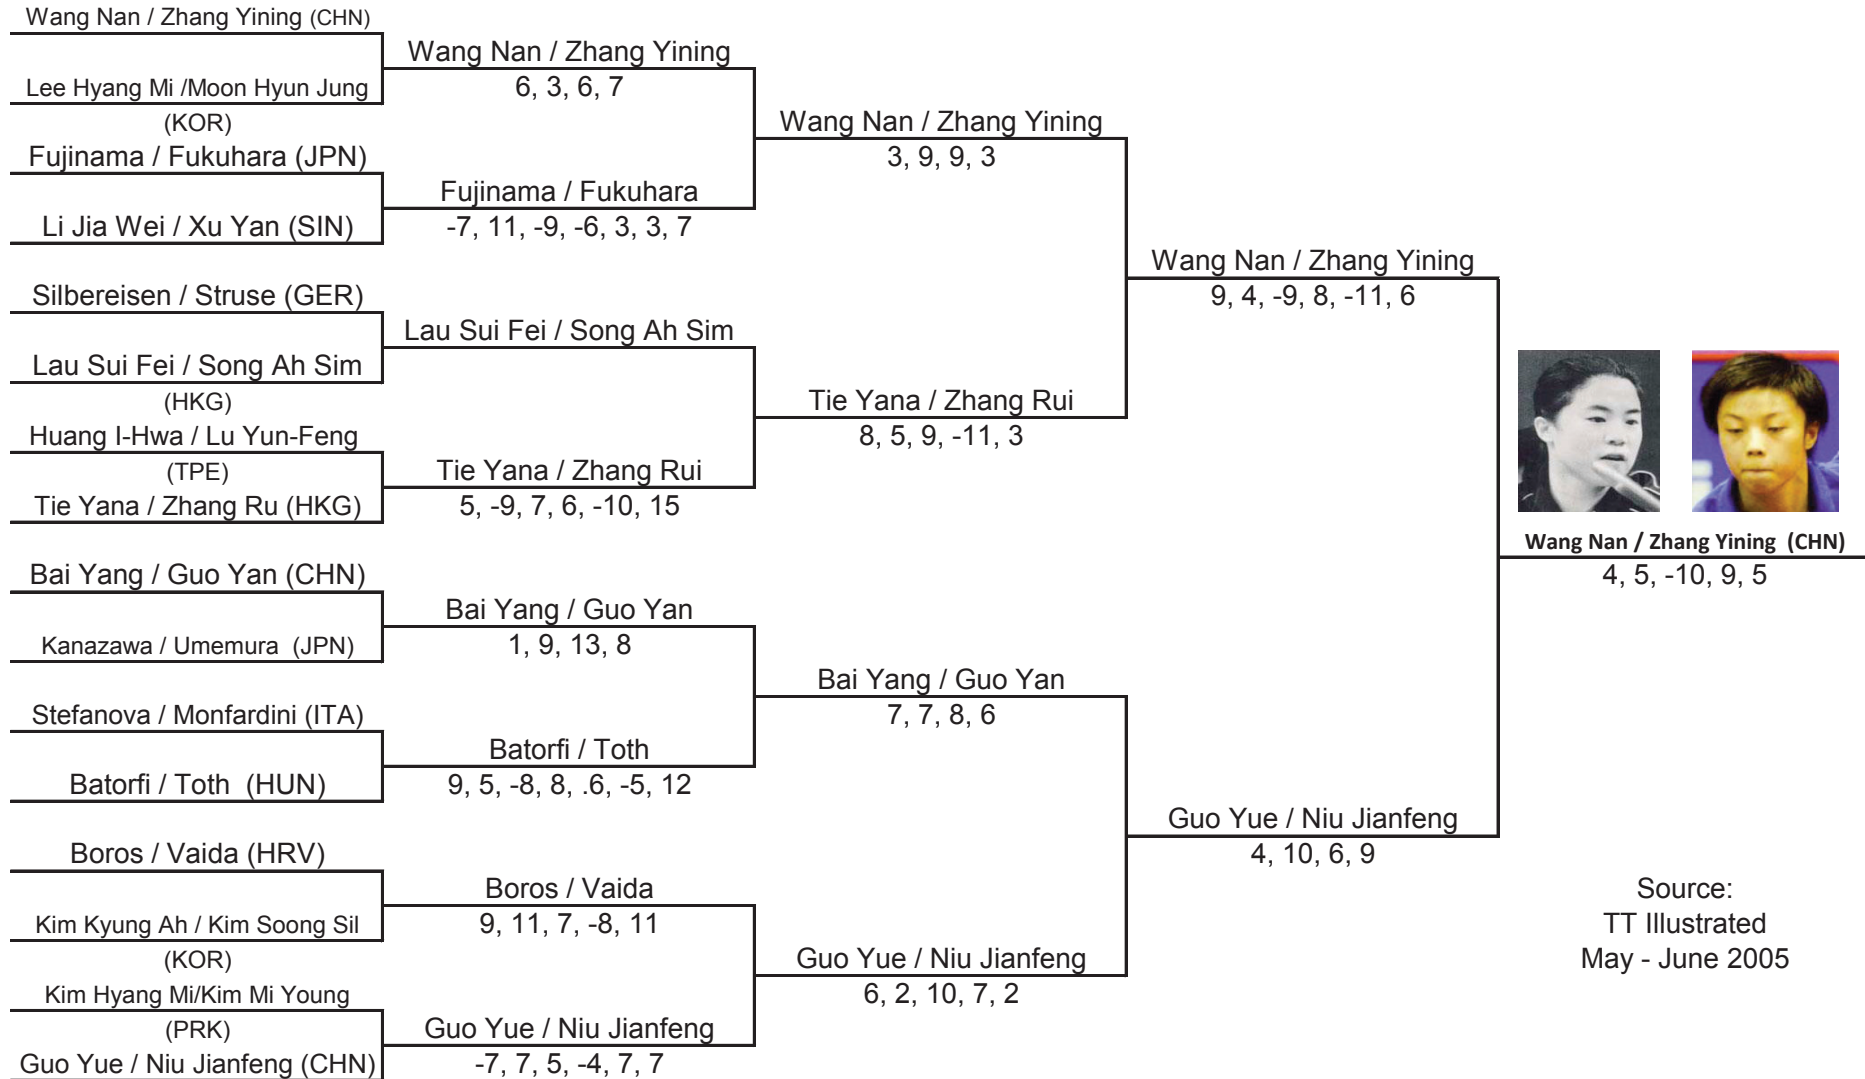 Wang Nan / Zhang Yining (CHN)
Lee Hyang Mi /Moon Hyun Jung
(KOR)
Fujinama / Fukuhara (JPN)
Li Jia Wei / Xu Yan (SIN)
Silbereisen / Struse (GER)
Lau Sui Fei / Song Ah Sim
(HKG)
Huang I-Hwa / Lu Yun-Feng
(TPE)
Tie Yana / Zhang Ru (HKG)
Bai Yang / Guo Yan (CHN)
Kanazawa / Umemura (JPN)
Stefanova / Monfardini (ITA)
Batorfi / Toth (HUN)
Boros / Vaida (HRV)
Kim Kyung Ah / Kim Soong Sil
(KOR)
Kim Hyang Mi/Kim Mi Young
(PRK)
Guo Yue / Niu Jianfeng (CHN)
Wang Nan / Zhang Yining
6, 3, 6, 7
Fujinama / Fukuhara
-7, 11, -9, -6, 3, 3, 7
Lau Sui Fei / Song Ah Sim
Tie Yana / Zhang Rui
5, -9, 7, 6, -10, 15
Bai Yang / Guo Yan
1, 9, 13, 8
Batorfi / Toth
9, 5, -8, 8, .6, -5, 12
Boros / Vaida
9, 11, 7, -8, 11
Guo Yue / Niu Jianfeng
-7, 7, 5, -4, 7, 7
Wang Nan / Zhang Yining
3, 9, 9, 3
Tie Yana / Zhang Rui
8, 5, 9, -11, 3
Bai Yang / Guo Yan
7, 7, 8, 6
Guo Yue / Niu Jianfeng
6, 2, 10, 7, 2
Wang Nan / Zhang Yining
9, 4, -9, 8, -11, 6
Guo Yue / Niu Jianfeng
4, 10, 6, 9
Wang Nan / Zhang Yining (CHN)
4, 5, -10, 9, 5
Source:
TT Illustrated
May - June 2005